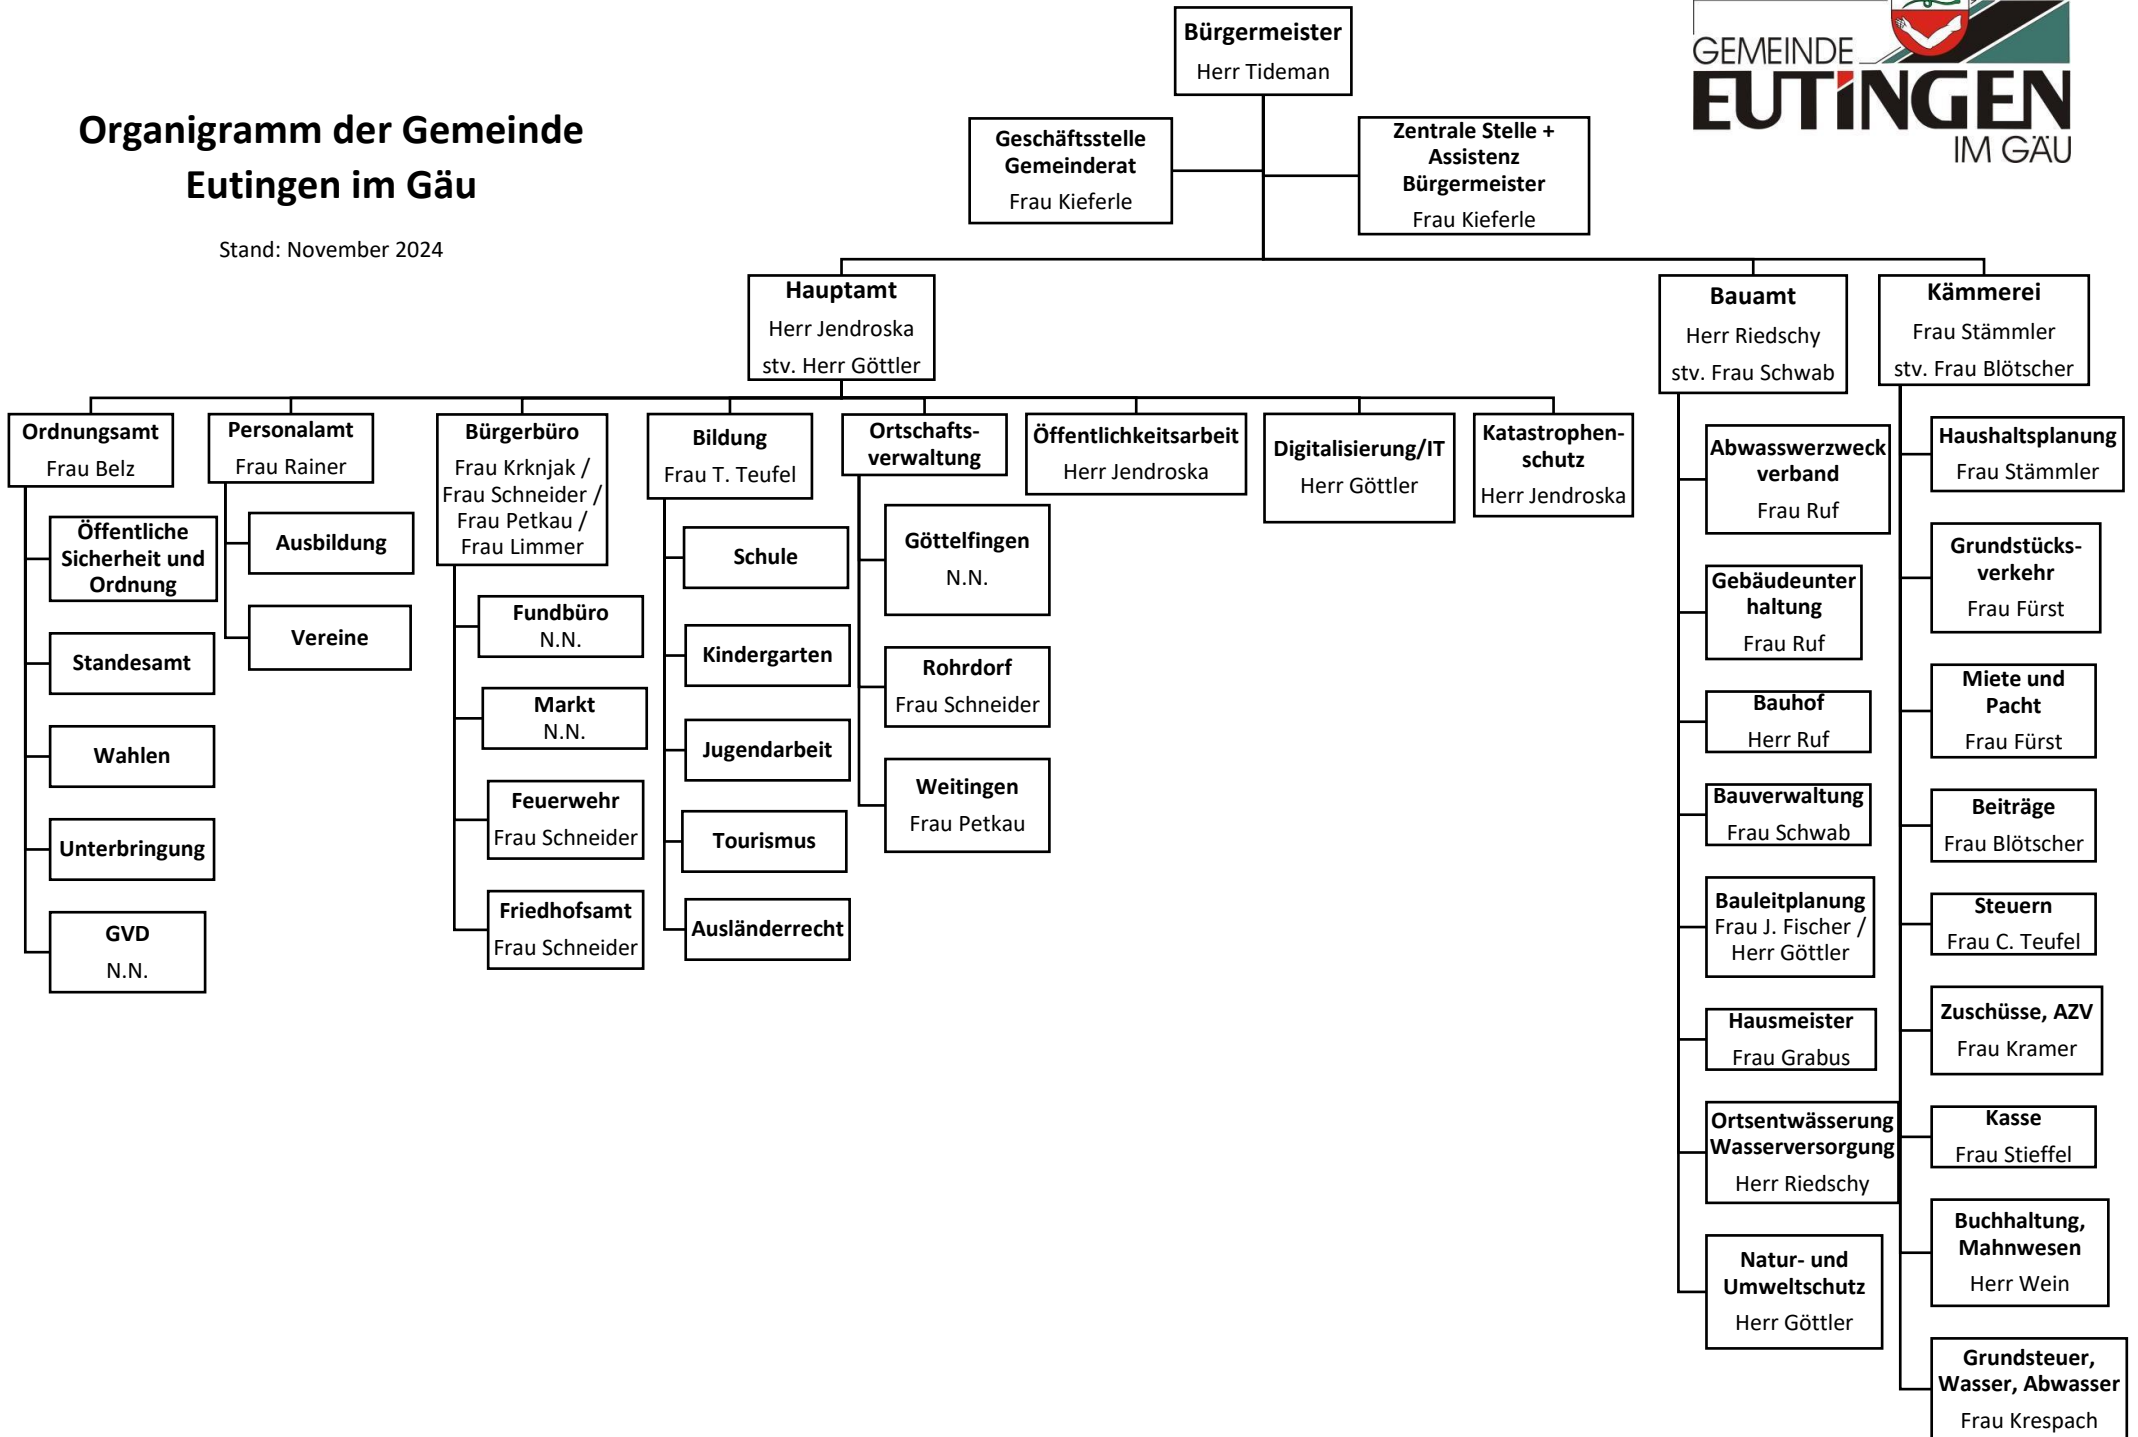 Organigramm der Gemeinde
Eutingen im Gäu
Stand: November 2024
GEMEINDE
EUTINGEN
IM GÄU
Bürgermeister
Herr Tideman
Geschäftsstelle
Gemeinderat
Frau Kieferle
Zentrale Stelle +
Assistenz
Bürgermeister
Frau Kieferle
Hauptamt
Herr Jendroska
stv. Herr Göttler
Bauamt
Herr Riedschy
stv. Frau Schwab
Kämmerei
Frau Stämmler
stv. Frau Blötscher
Ordnungsamt
Frau Belz
Öffentliche
Sicherheit und
Ordnung
Standesamt
Wahlen
Unterbringung
GVD
N.N.
Personalamt
Frau Rainer
Ausbildung
Vereine
Bürgerbüro
Frau Krknjak /
Frau Schneider /
Frau Petkau /
Frau Limmer
Fundbüro
N.N.
Markt
N.N.
Feuerwehr
Frau Schneider
Friedhofsamt
Frau Schneider
Bildung
Frau T. Teufel
Schule
Kindergarten
Jugendarbeit
Tourismus
Ausländerrecht
Ortschafts-
verwaltung
Göttelfingen
N.N.
Rohrdorf
Frau Schneider
Weitingen
Frau Petkau
Öffentlichkeitsarbeit
Herr Jendroska
Digitalisierung/IT
Herr Göttler
Katastrophen-
schutz
Herr Jendroska
Abwasswerzweck
verband
Frau Ruf
Gebäudeunter
haltung
Frau Ruf
Bauhof
Herr Ruf
Bauverwaltung
Frau Schwab
Bauleitplanung
Frau J. Fischer /
Herr Göttler
Hausmeister
Frau Grabus
Ortsentwässerung
Wasserversorgung
Herr Riedschy
Natur- und
Umweltschutz
Herr Göttler
Haushaltsplanung
Frau Stämmler
Grundstücks-
verkehr
Frau Fürst
Miete und
Pacht
Frau Fürst
Beiträge
Frau Blötscher
Steuern
Frau C. Teufel
Zuschüsse, AZV
Frau Kramer
Kasse
Frau Stieffel
Buchhaltung,
Mahnwesen
Herr Wein
Grundsteuer,
Wasser, Abwasser
Frau Krespach